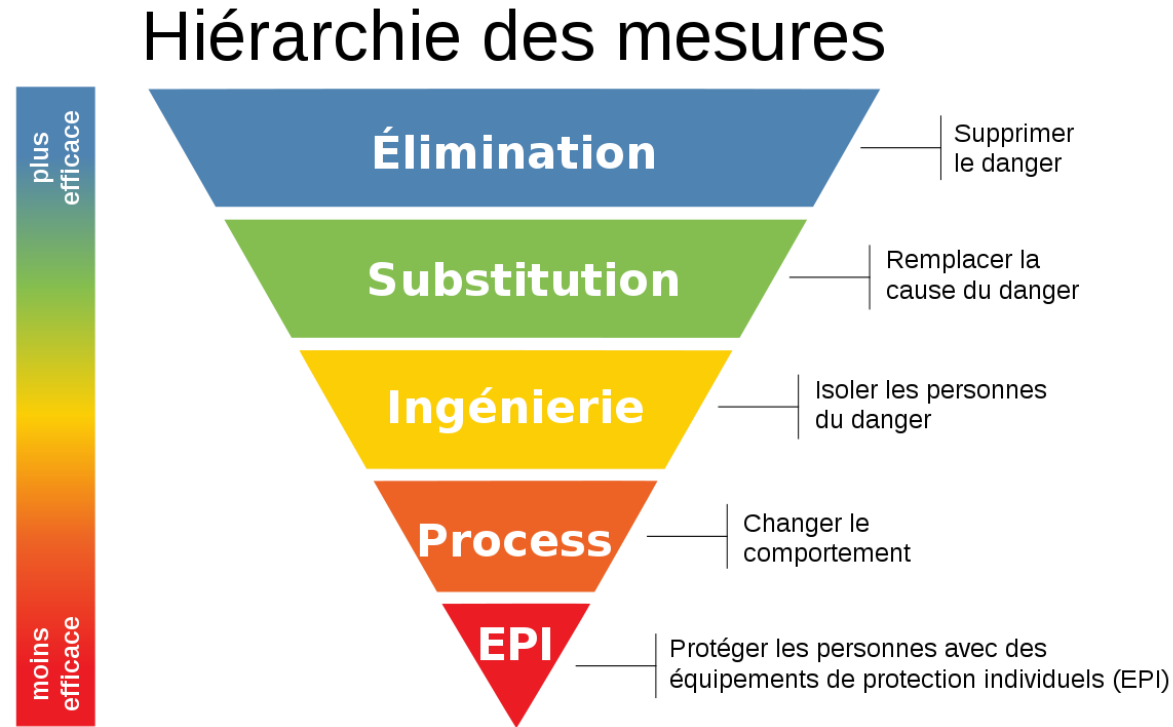 Hiérarchie des mesures
plus
efficace
Élimination
Supprimer
le danger
Substitution
Remplacer la
cause du danger
Ingénierie
Isoler les personnes
du danger
Process
Changer le
comportement
moins
efficace
EPI
Protéger les personnes avec des
équipements de protection individuels (EPI)